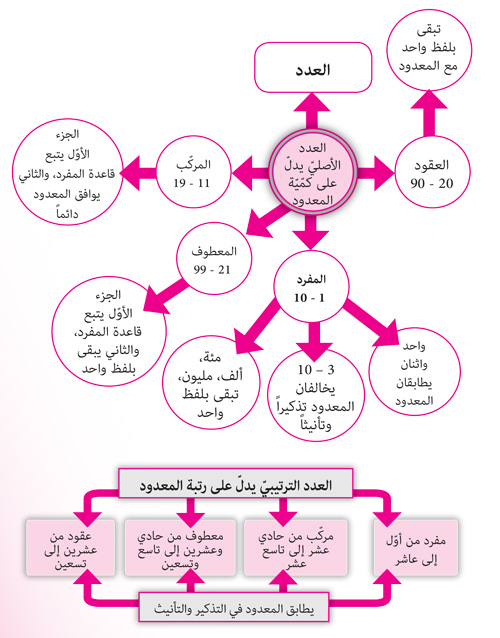 العدد
تبقى
بلفظ واحد
مع المعدود
العدد
الأصليّ يدلّ
على كمّيّة
المعدود
العقود
20 - 90
المركّب
11 - 19
الجزء
الأوّل يتبع
قاعدة المفرد، والثاني
يوافق المعدود
دائماً
المعطوف
21 - 99
الجزء
الأوّل يتبع
قاعدة المفرد،
والثاني يبقى
بلفظ واحد
المفرد
1 - 10
واحد
واثنان
يطابقان
المعدود
3 – 10
يخالفان
المعدود تذكيراً
وتأنيثاً
مئة،
ألف، مليون،
تبقى بلفظ
واحد
العدد الترتيبيّ يدلّ على رتبة المعدود
مفرد من أوّل
إلى عاشر
مركّب من حادي
عشر إلى تاسع
عشر
معطوف من حادي
وعشرين إلى تاسع
وتسعين
عقود من
عشرين إلى
تسعين
يطابق المعدود في التذكير والتأنيث